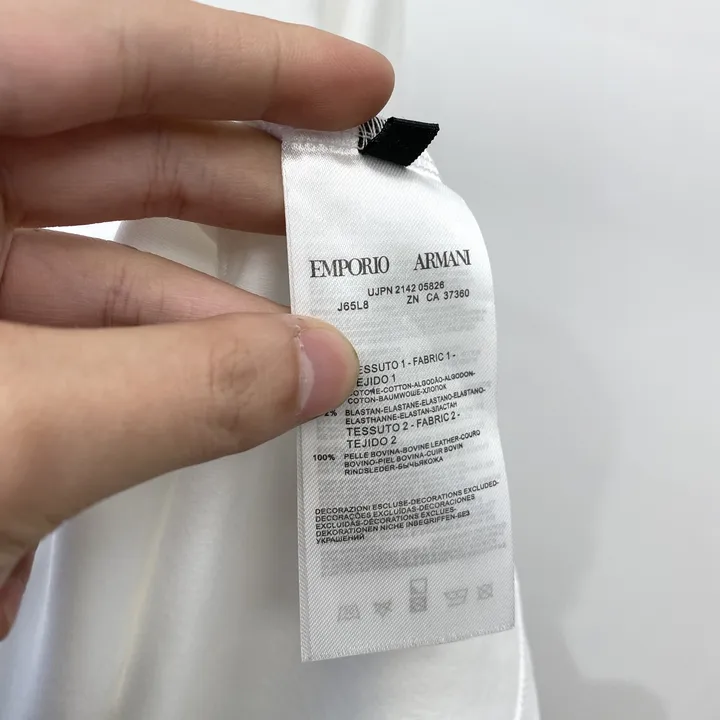 EMPORIO ARMANI
UJPN 2142 05826
J65L8 ZN CA 37360
ESSUTO 1 - FABRIC 1 -
TEJIDO 1
COTONE-COTTON-ALGODÃO-ALGODON-
COTON-BAUMWOLLE-ХЛОПОК
2% BLASTAN-ELASTANE-ELASTANO-ELASTANO-
ELASTHANNE-ELASTAN-ЭЛАСТАН
TESSUTO 2 - FABRIC 2 -
TEJIDO 2
100% PELLE BOVINA-BOVINE LEATHER-COURO
BOVINO-PIEL BOVINA-CUIR BOVIN
RINDSLEDER-БЫЧЬЯКОЖА
DECORAZIONI ESCLUSE-DECORATIONS EXCLUDED-
DECORAÇÕES EXCLUÍDAS-DECORACIONES
EXCLUIDAS-DÉCORATIONS EXCLUES-
DEKORATIONEN NICHE INBEGRIFFEN-БЕЗ
УКРАШЕНИЙ